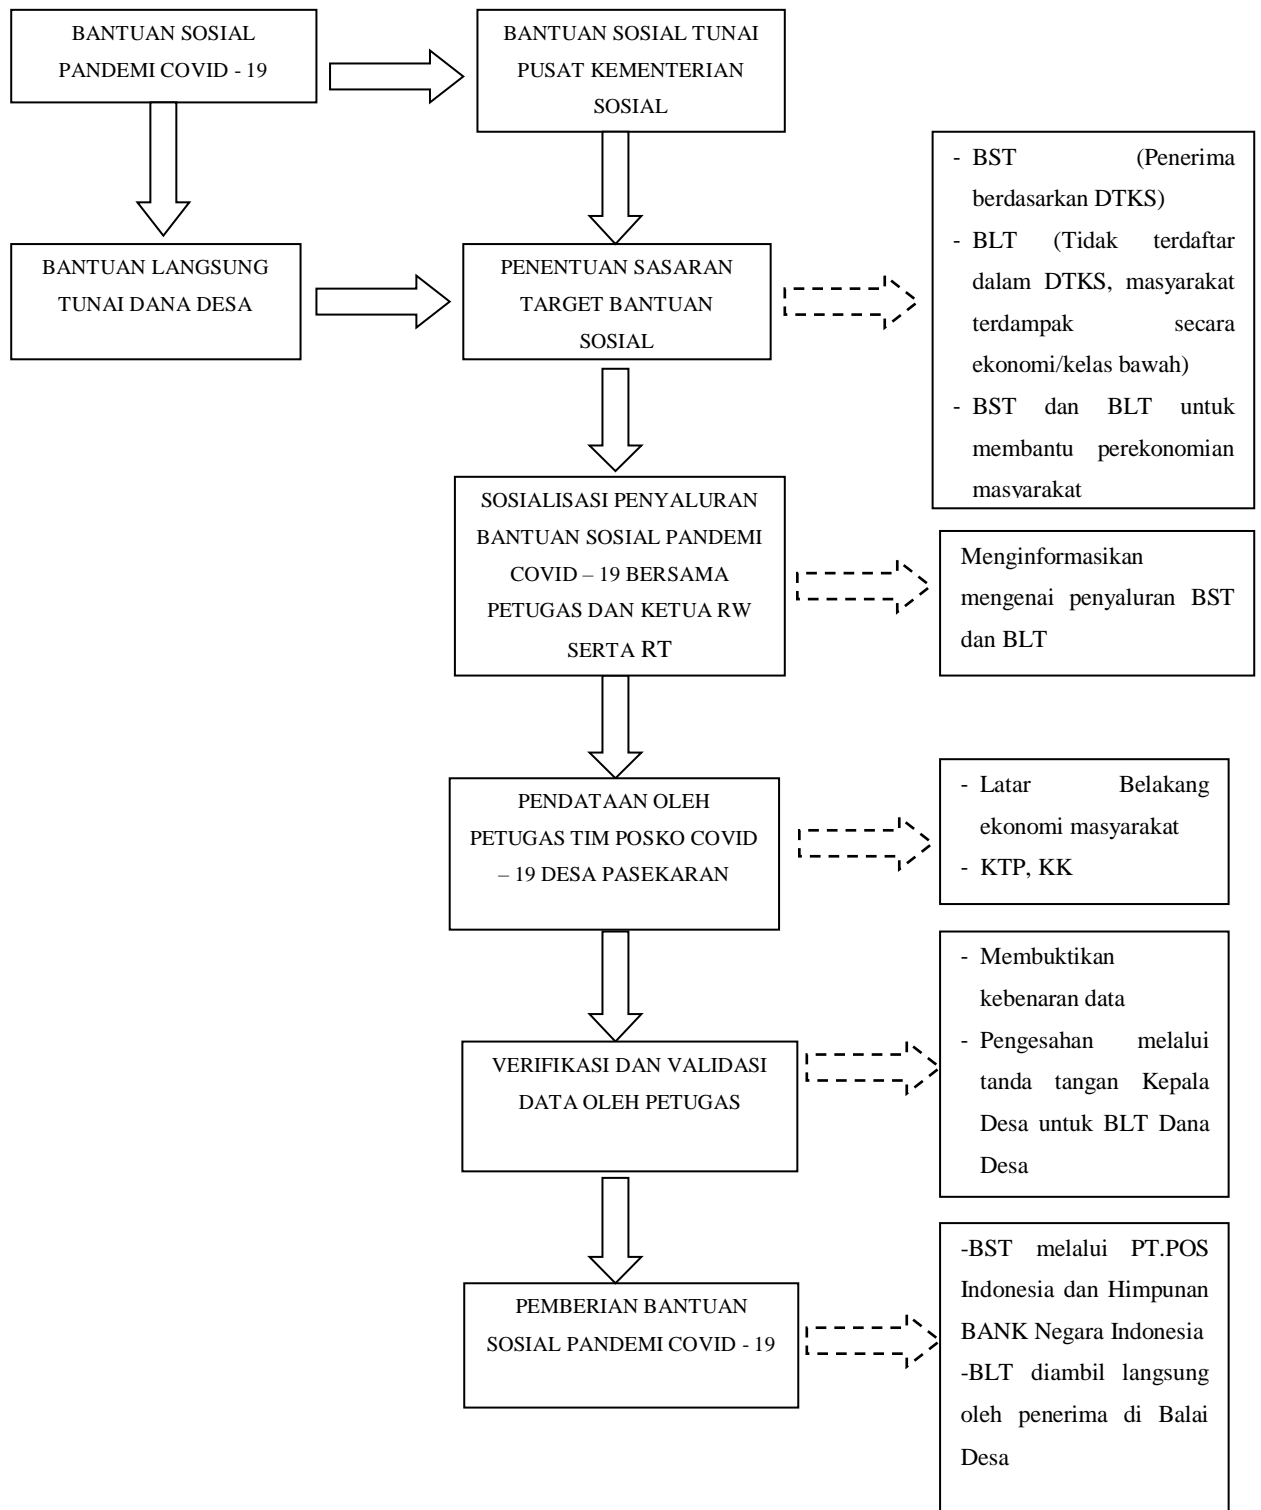 BANTUAN SOSIAL
PANDEMI COVID - 19
BANTUAN SOSIAL TUNAI
PUSAT KEMENTERIAN
SOSIAL
BANTUAN LANGSUNG
TUNAI DANA DESA
PENENTUAN SASARAN
TARGET BANTUAN
SOSIAL
- BST (Penerima
berdasarkan DTKS)
- BLT (Tidak terdaftar
dalam DTKS, masyarakat
terdampak secara
ekonomi/kelas bawah)
- BST dan BLT untuk
membantu perekonomian
masyarakat
SOSIALISASI PENYALURAN
BANTUAN SOSIAL PANDEMI
COVID – 19 BERSAMA
PETUGAS DAN KETUA RW
SERTA RT
Menginformasikan
mengenai penyaluran BST
dan BLT
PENDATAAN OLEH
PETUGAS TIM POSKO COVID
– 19 DESA PASEKARAN
- Latar Belakang
ekonomi masyarakat
- KTP, KK
VERIFIKASI DAN VALIDASI
DATA OLEH PETUGAS
- Membuktikan
kebenaran data
- Pengesahan melalui
tanda tangan Kepala
Desa untuk BLT Dana
Desa
PEMBERIAN BANTUAN
SOSIAL PANDEMI COVID - 19
-BST melalui PT.POS
Indonesia dan Himpunan
BANK Negara Indonesia
-BLT diambil langsung
oleh penerima di Balai
Desa